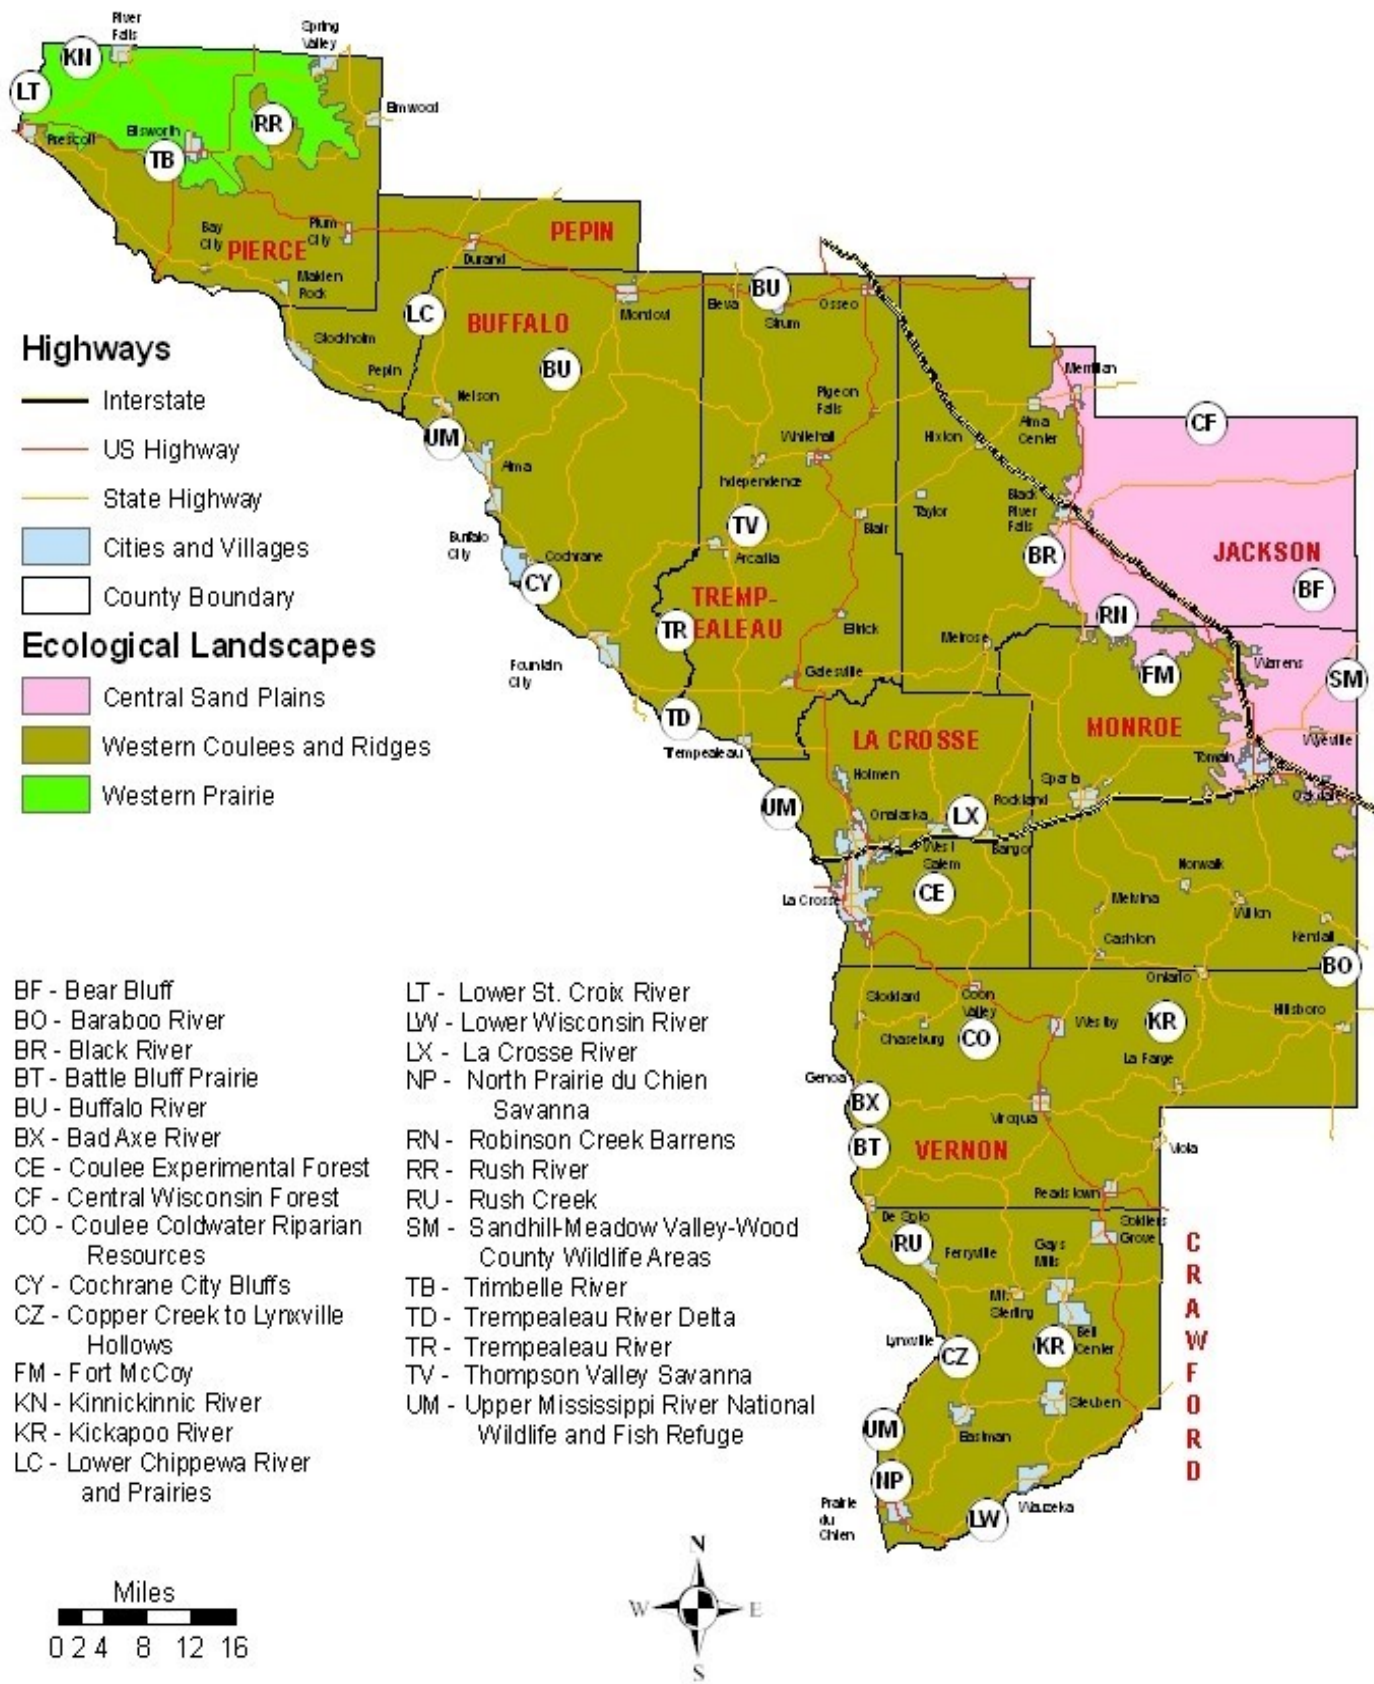 River
Falls
Spring
Valley
KN
LT
RR
Elmwood
Prescott
Ellsworth
TB
Bay
City
Plum
City
PIERCE
PEPIN
Durand
Maiden
Rock
LC
BUFFALO
Mondovi
Eleva
BU
Strum
Osseo
Stockholm
Pepin
Nelson
BU
UM
Alma
Pigeon
Falls
Whitehall
Independence
Hixton
Alma
Center
Merrillan
CF
Taylor
Black
River
Falls
TV
Blair
Buffalo
City
Cochrane
Arcadia
BR
JACKSON
CY
BF
TREMP-
EALEAU
TR
Ettrick
Melrose
RN
Fountain
City
Galesville
FM
Warrens
SM
TD
Trempealeau
LA CROSSE
MONROE
Wyeville
Tomah
Holmen
Sparta
UM
Onalaska
LX
Rockland
Oakdale
West
Salem
Bangor
CE
La Crosse
Norwalk
Melvina
Wilton
Cashton
Kendall
BO
Ontario
Stoddard
Coon
Valley
Chaseburg
CO
Westby
KR
Hillsboro
La Farge
Genoa
BX
Viroqua
BT
VERNON
Viola
Readstown
De Soto
Soldiers
Grove
RU
Ferryville
Gays
Mills
Mt.
Sterling
Bell
Center
Lynxville
CZ
KR
Steuben
UM
Eastman
NP
Prairie
du
Chien
LW
Wauzeka
C
R
A
W
F
O
R
D
Highways
Interstate
US Highway
State Highway
Cities and Villages
County Boundary
Ecological Landscapes
Central Sand Plains
Western Coulees and Ridges
Western Prairie
BF - Bear Bluff
BO - Baraboo River
BR - Black River
BT - Battle Bluff Prairie
BU - Buffalo River
BX - Bad Axe River
CE - Coulee Experimental Forest
CF - Central Wisconsin Forest
CO - Coulee Coldwater Riparian
Resources
CY - Cochrane City Bluffs
CZ - Copper Creek to Lynxville
Hollows
FM - Fort McCoy
KN - Kinnickinnic River
KR - Kickapoo River
LC - Lower Chippewa River
and Prairies
LT - Lower St. Croix River
LW - Lower Wisconsin River
LX - La Crosse River
NP - North Prairie du Chien
Savanna
RN - Robinson Creek Barrens
RR - Rush River
RU - Rush Creek
SM - Sandhill-Meadow Valley-Wood
County Wildlife Areas
TB - Trimbelle River
TD - Trempealeau River Delta
TR - Trempealeau River
TV - Thompson Valley Savanna
UM - Upper Mississippi River National
Wildlife and Fish Refuge
Miles
0 2 4 8 12 16
N
W E
S